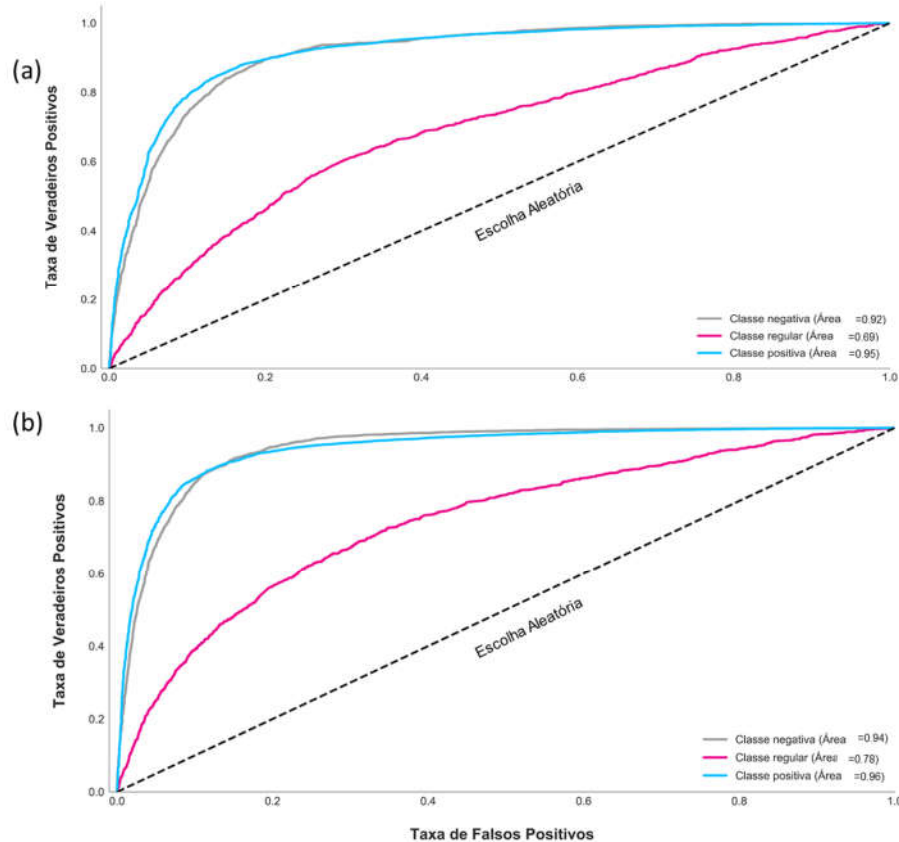 (a)
Taxa de Verdadeiros Positivos
1.0
0.8
0.6
0.4
0.2
0.0
Escolha Aleatória
Classe negativa (Área =0.92)
Classe regular (Área =0.69)
Classe positiva (Área =0.95)
0.0 0.2 0.4 0.6 0.8 1.0
(b)
Taxa de Veradeiros Positivos
1.0
0.8
0.6
0.4
0.2
0.0
Escolha Aleatória
Classe negativa (Área =0.94)
Classe regular (Área =0.78)
Classe positiva (Área =0.96)
0.0 0.2 0.4 0.6 0.8 1.0
Taxa de Falsos Positivos